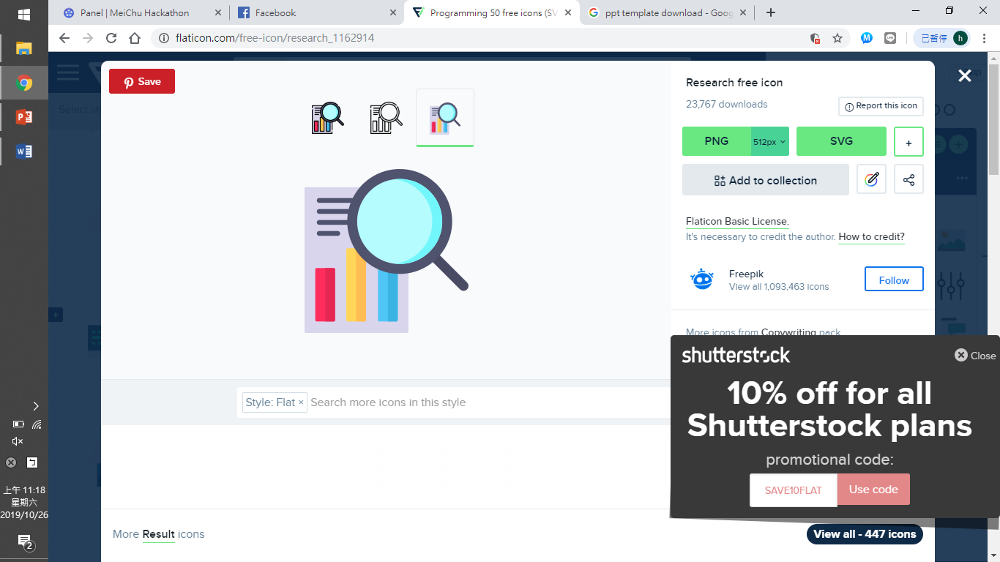 Panel | MeiChu Hackathon
Facebook
Programming 50 free icons (SV
ppt template download - Goog
flaticon.com/free-icon/research_1162914
已暫停
h
Save
Research free icon
23,767 downloads
Report this icon
PNG
512px
SVG
+
Add to collection
Flaticon Basic License.
It's necessary to credit the author. How to credit?
Freepik
View all 1,093,463 icons
Follow
More icons from Copywriting pack
shutterstock
Close
10% off for all
Shutterstock plans
promotional code:
SAVE10FLAT
Use code
Style: Flat ×
Search more icons in this style
More Result icons
View all - 447 icons
上午 11:18
星期六
2019/10/26
2